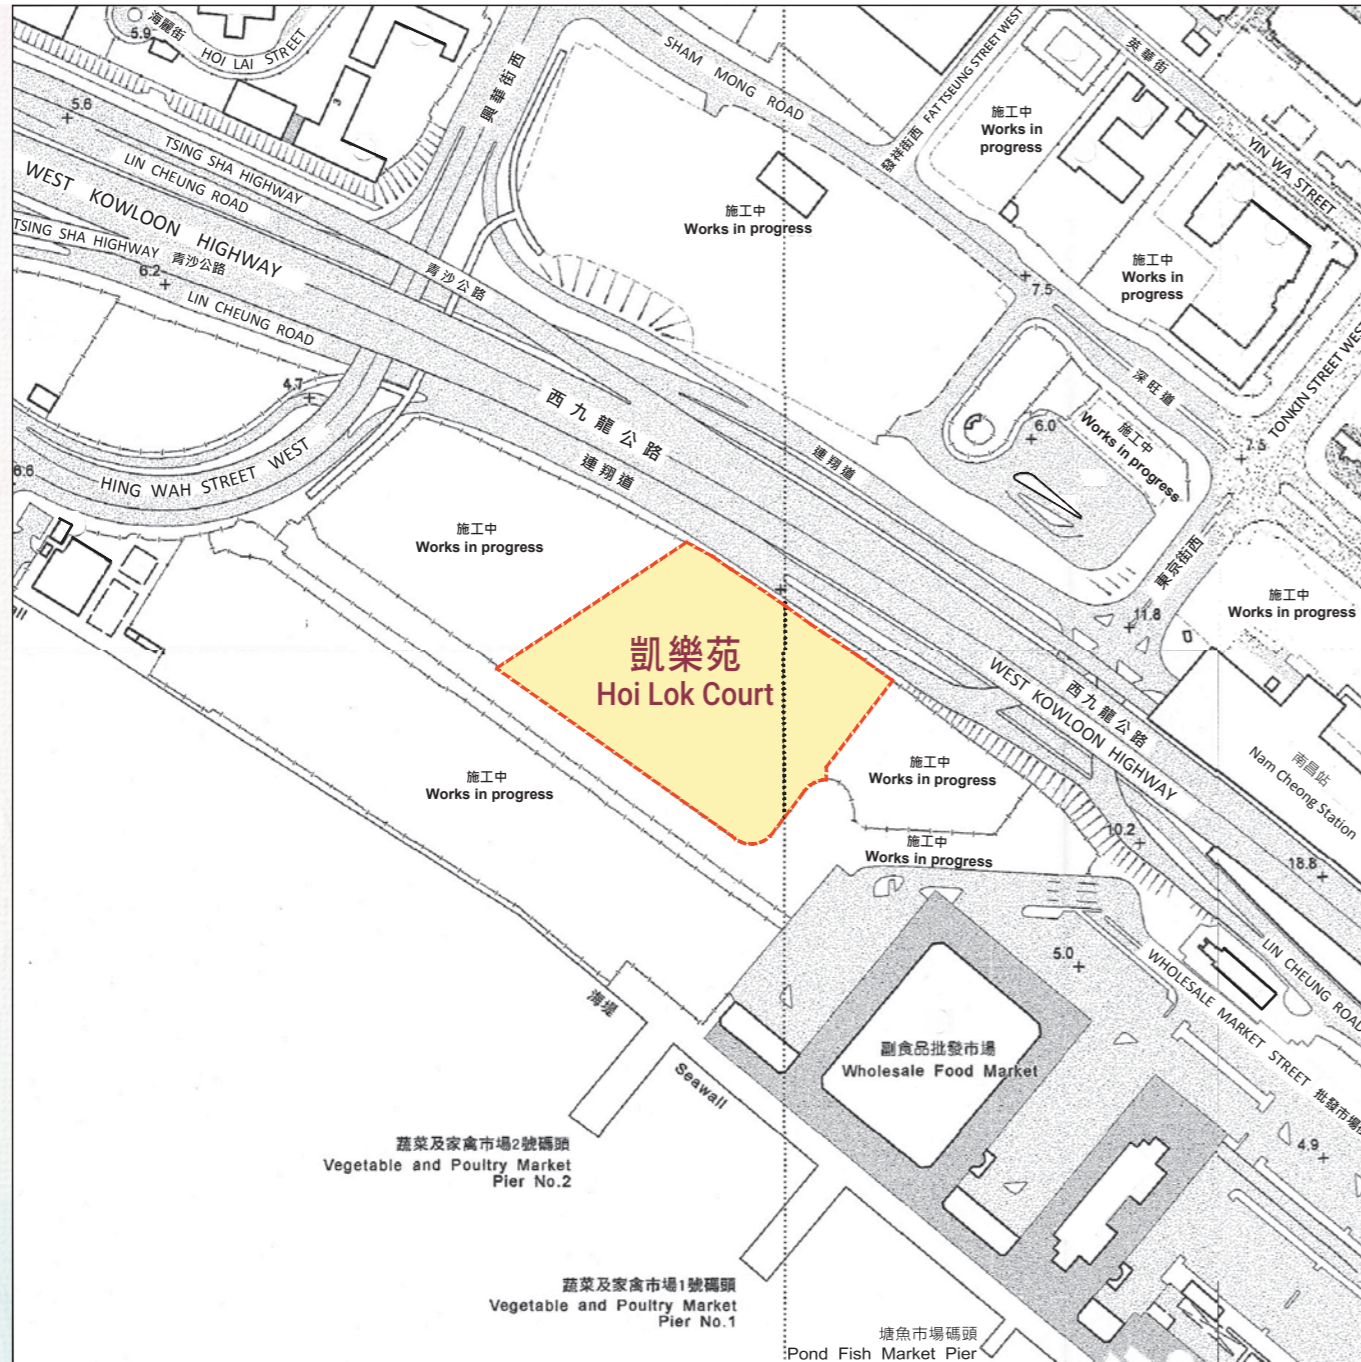 海麗街
5.9
HOI LAI STREET
3
5.6
TSING SHA HIGHWAY
LIN CHEUNG ROAD
WEST KOWLOON HIGHWAY
TSING SHA HIGHWAY 青沙公路
6.2
LIN CHEUNG ROAD
青沙公路
興華街西
SHAM MONG ROAD
發祥街西 FAT TSEUNG STREET WEST
英華街
YIN WA STREET
施工中
Works in
progress
施工中
Works in progress
施工中
Works in
progress
1
7.5
深旺道
TONKIN STREET WEST
4.7
6.6
HING WAH STREET WEST
西九龍公路
連翔道
連翔道
6.0
施工中
Works in progress
7.5
東京街西
11.8
施工中
Works in progress
施工中
Works in progress
凱樂苑
Hoi Lok Court
西九龍公路
WEST KOWLOON HIGHWAY
南昌站
Nam Cheong Station
施工中
Works in progress
施工中
Works in progress
施工中
Works in progress
10.2
18.8
5.0
LIN CHEUNG ROAD
WHOLESALE MARKET STREET 批發市場街
4.9
海堤
Seawall
副食品批發市場
Wholesale Food Market
蔬菜及家禽市場2號碼頭
Vegetable and Poultry Market
Pier No.2
蔬菜及家禽市場1號碼頭
Vegetable and Poultry Market
Pier No.1
塘魚市場碼頭
Pond Fish Market Pier